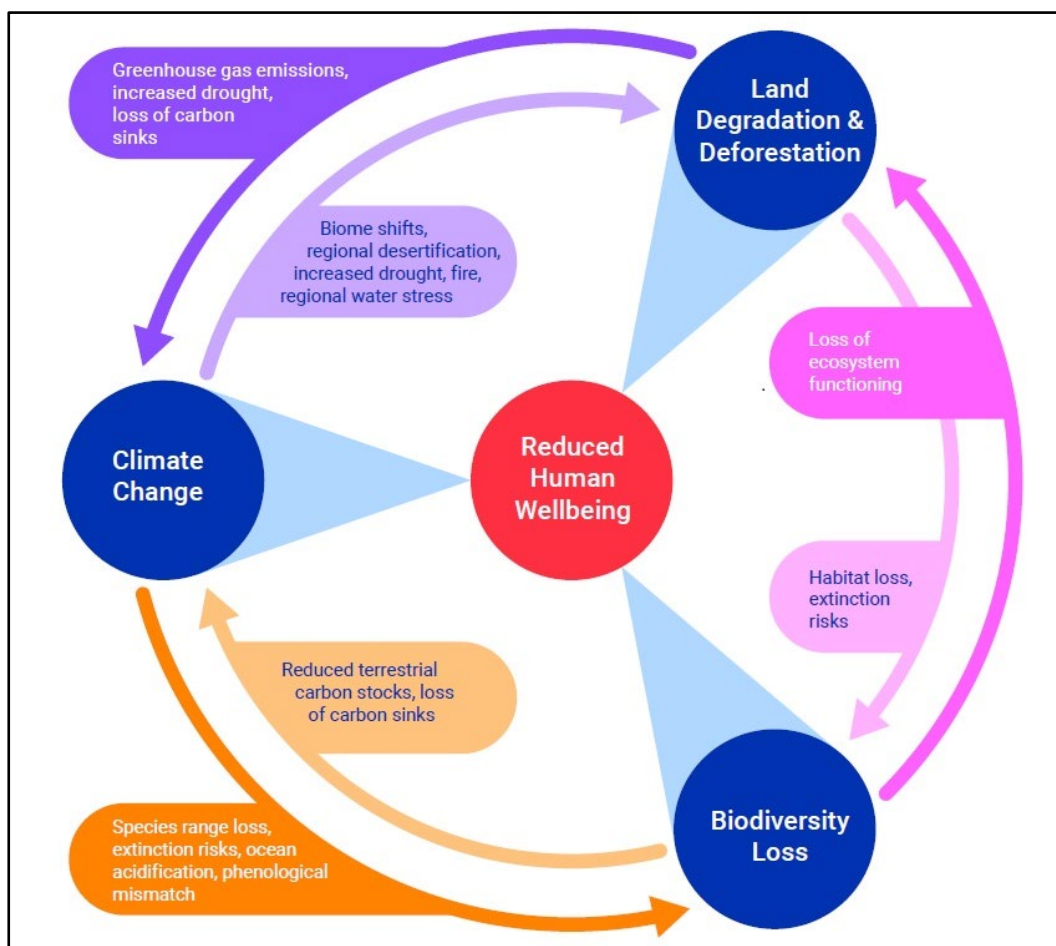 Greenhouse gas emissions,
increased drought,
loss of carbon
sinks
Land
Degradation &
Deforestation
Biome shifts,
regional desertification,
increased drought, fire,
regional water stress
Loss of
ecosystem
functioning
Climate
Change
Reduced
Human
Wellbeing
Habitat loss,
extinction
risks
Reduced terrestrial
carbon stocks, loss
of carbon sinks
Species range loss,
extinction risks, ocean
acidification, phenological
mismatch
Biodiversity
Loss